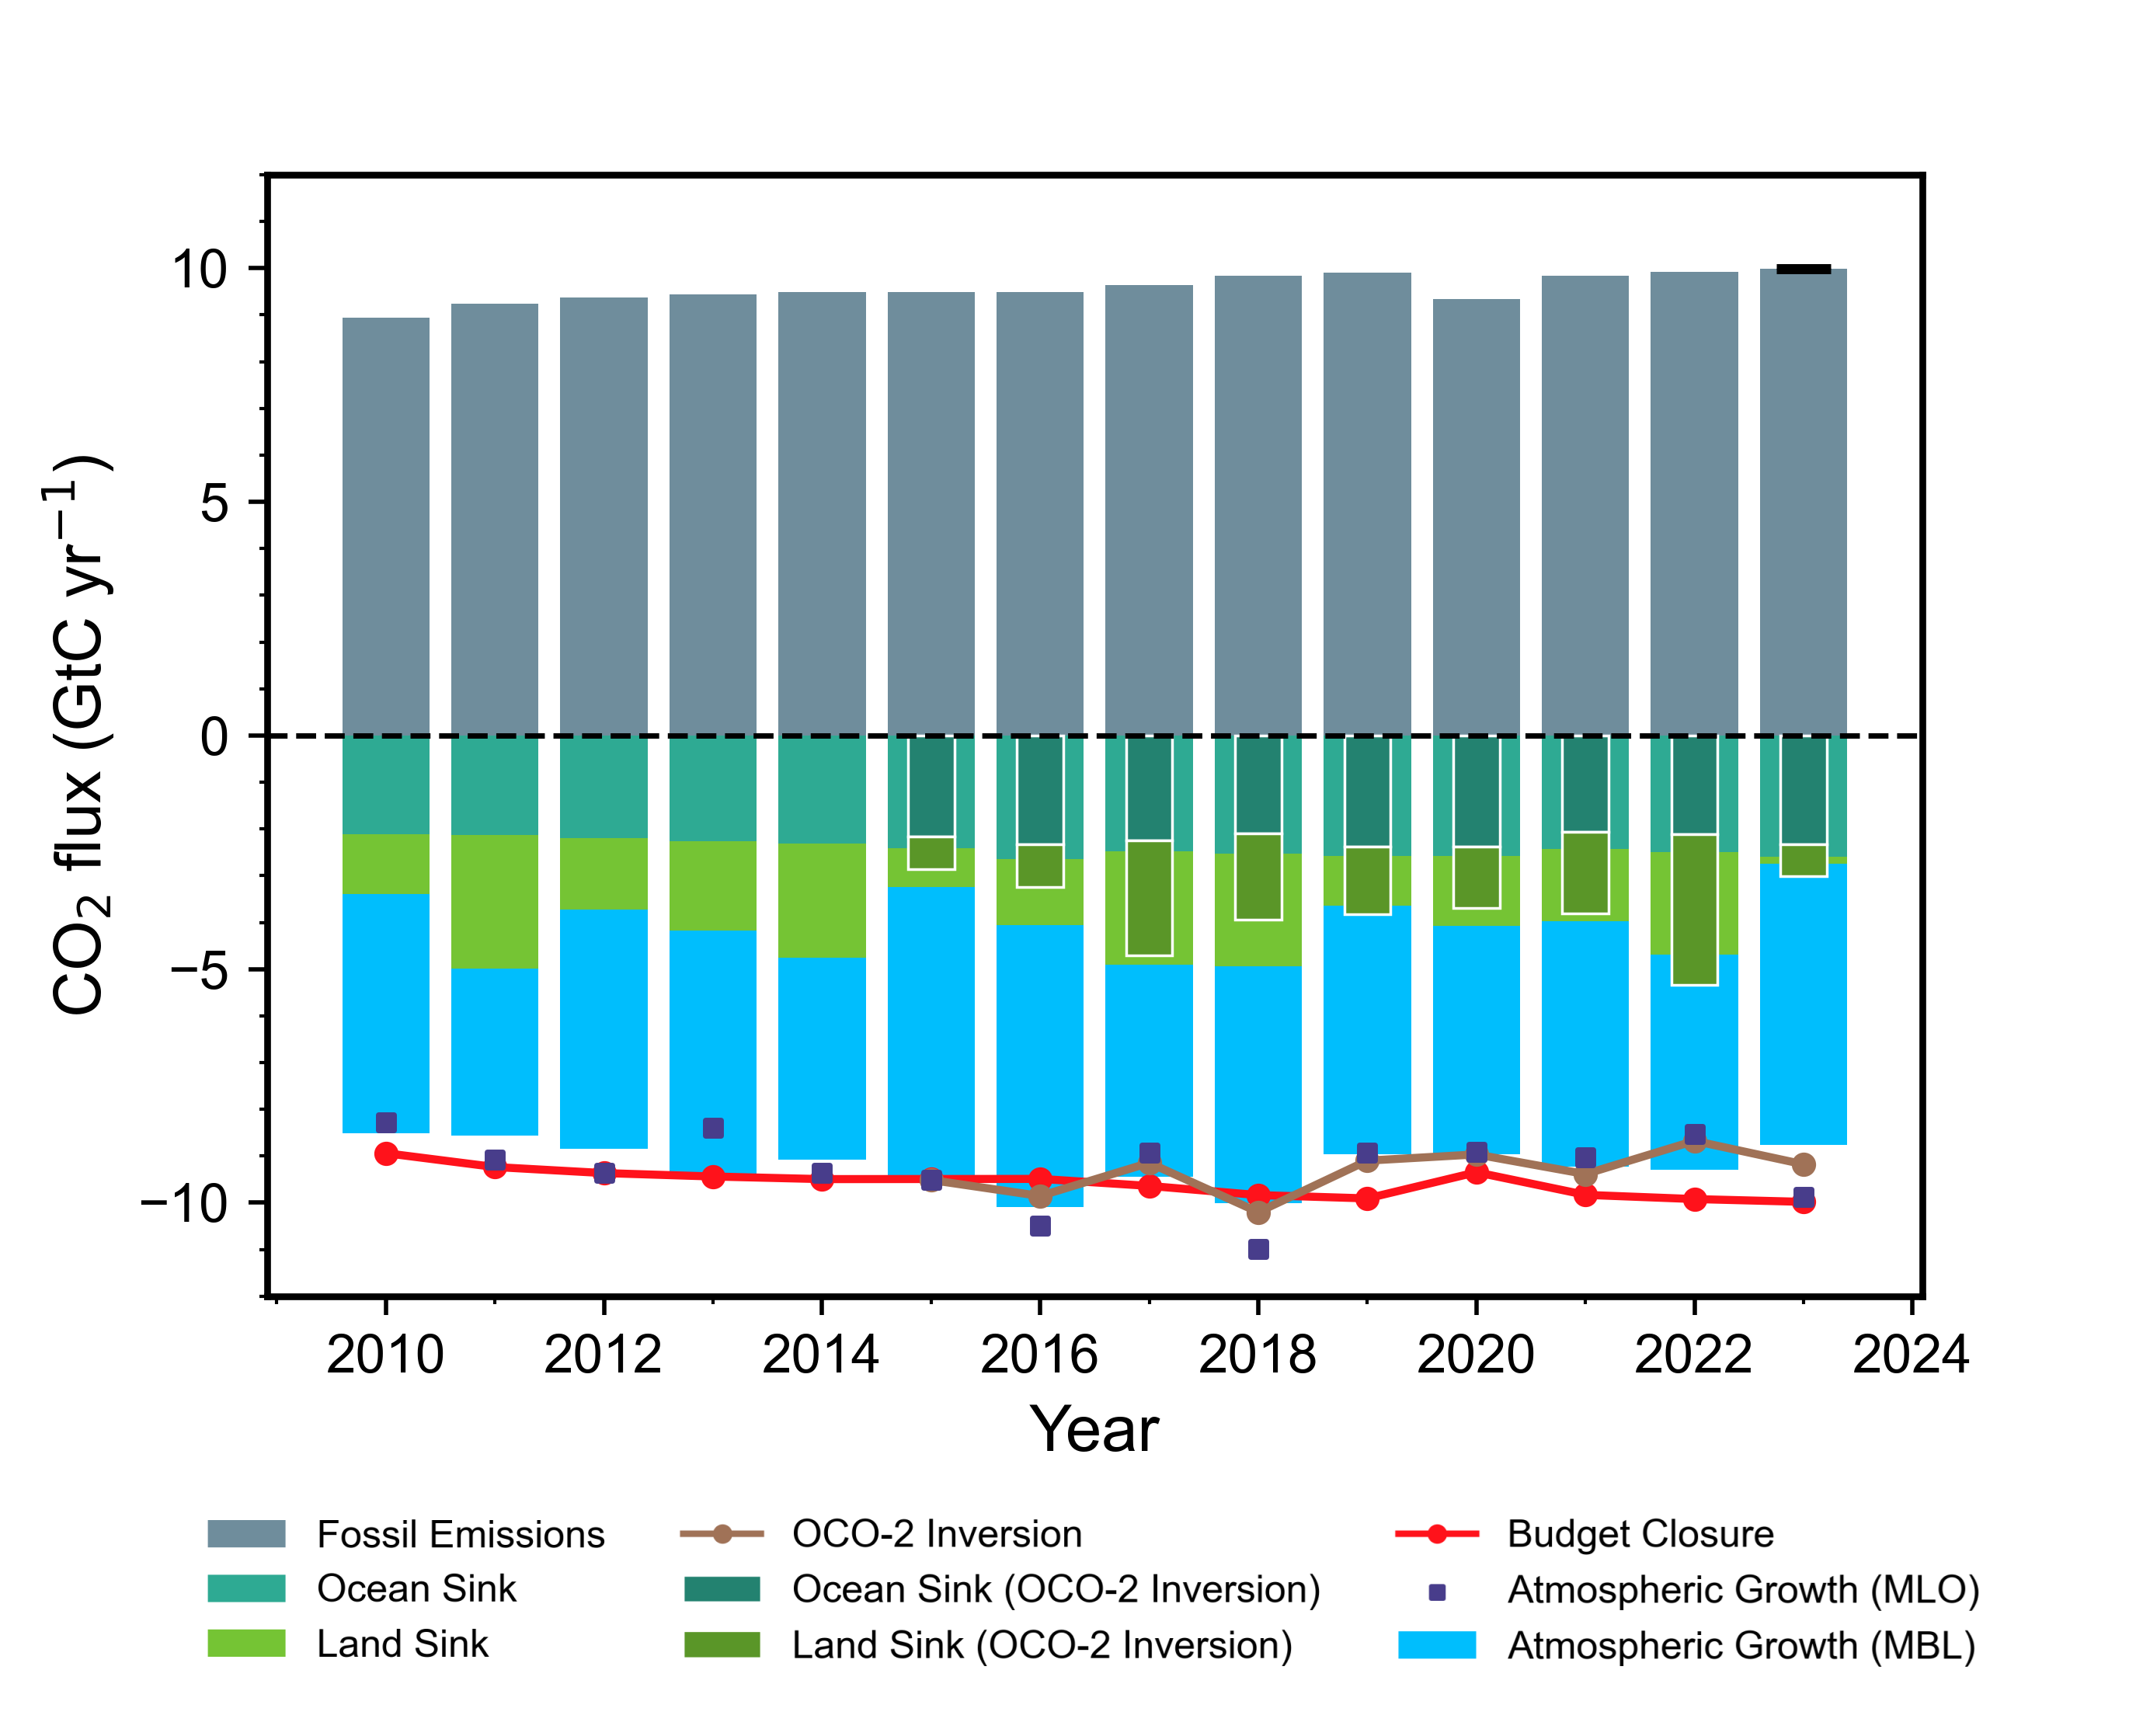 CO₂ flux (GtC yr⁻¹)
10
5
0
−5
−10
2010 2012 2014 2016 2018 2020 2022 2024
Year
Fossil Emissions
Ocean Sink
Land Sink
OCO-2 Inversion
Ocean Sink (OCO-2 Inversion)
Land Sink (OCO-2 Inversion)
Budget Closure
Atmospheric Growth (MLO)
Atmospheric Growth (MBL)